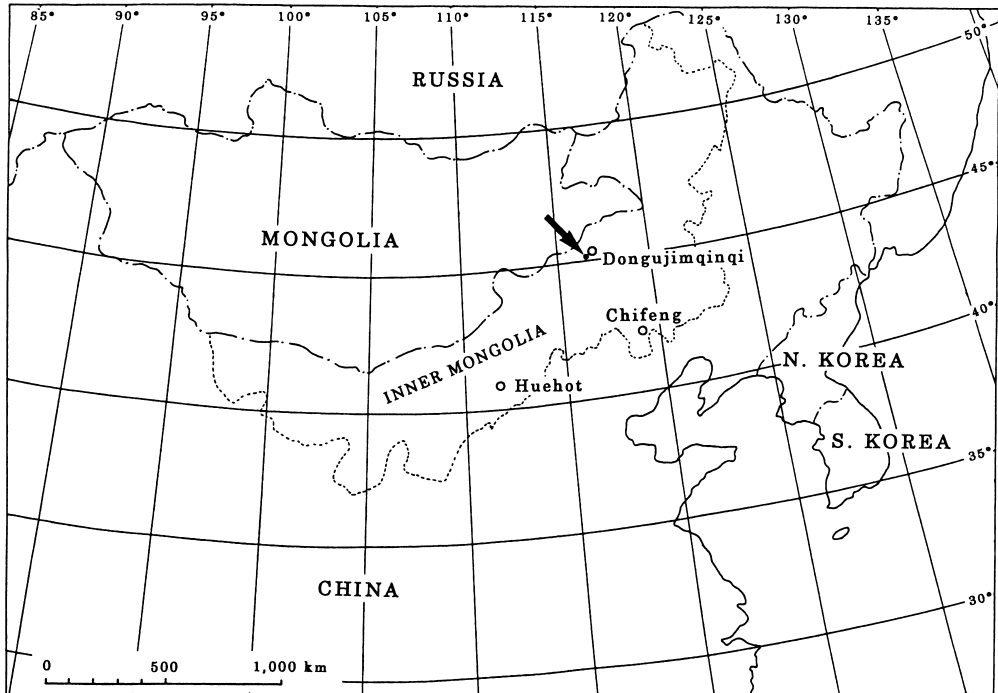 85° 90° 95° 100° 105° 110° 115° 120° 125° 130° 135°
50°
RUSSIA
45°
MONGOLIA
Dongujimqinqi
40°
Chifeng
INNER MONGOLIA
N. KOREA
Huehot
S. KOREA
35°
CHINA
30°
0 500 1,000 km